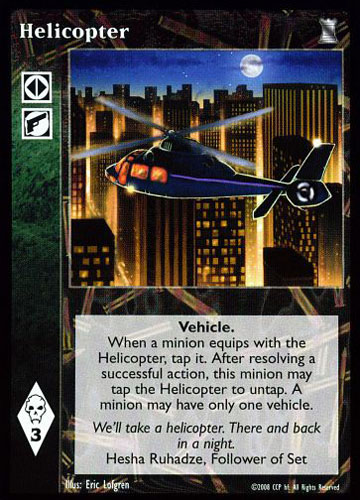 Helicopter
Vehicle.
When a minion equips with the
Helicopter, tap it. After resolving a
successful action, this minion may
tap the Helicopter to untap. A
minion may have only one vehicle.
We'll take a helicopter. There and back
in a night.
Hesha Ruhadze, Follower of Set
3
Illus: Eric Lofgren
©2008 CCP hf. All Rights Reserved